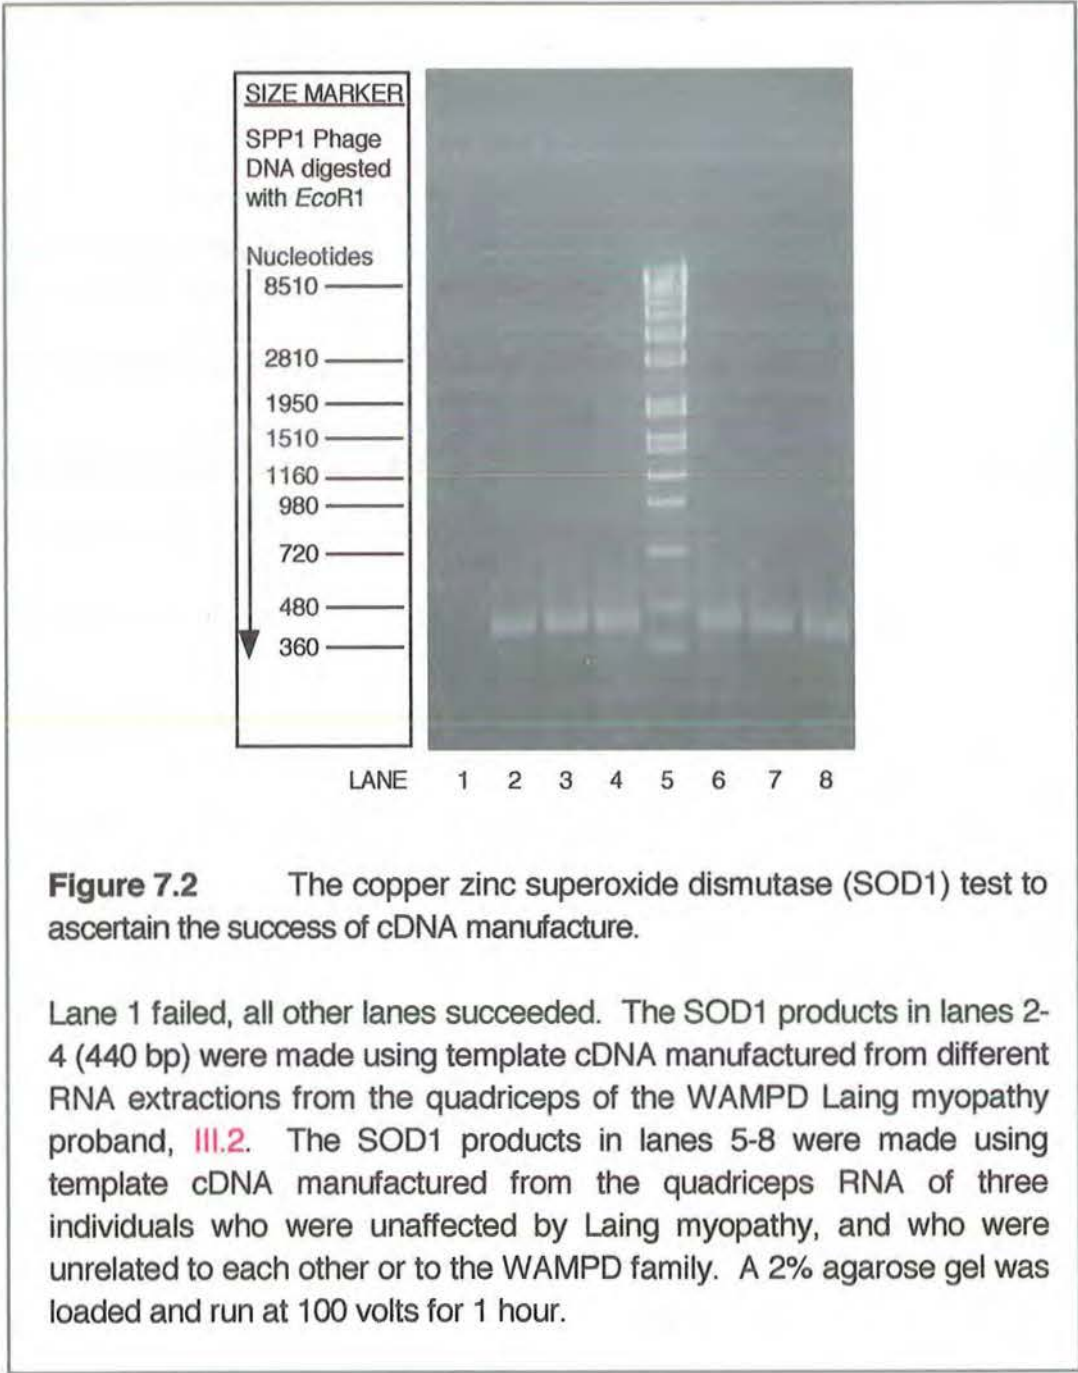 SIZE MARKER
SPP1 Phage
DNA digested
with EcoR1
Nucleotides
8510
2810
1950
1510
1160
980
720
480
360
LANE 1 2 3 4 5 6 7 8
Figure 7.2 The copper zinc superoxide dismutase (SOD1) test to
ascertain the success of cDNA manufacture.
Lane 1 failed, all other lanes succeeded. The SOD1 products in lanes 2-
4 (440 bp) were made using template cDNA manufactured from different
RNA extractions from the quadriceps of the WAMPD Laing myopathy
proband, III.2. The SOD1 products in lanes 5-8 were made using
template cDNA manufactured from the quadriceps RNA of three
individuals who were unaffected by Laing myopathy, and who were
unrelated to each other or to the WAMPD family. A 2% agarose gel was
loaded and run at 100 volts for 1 hour.